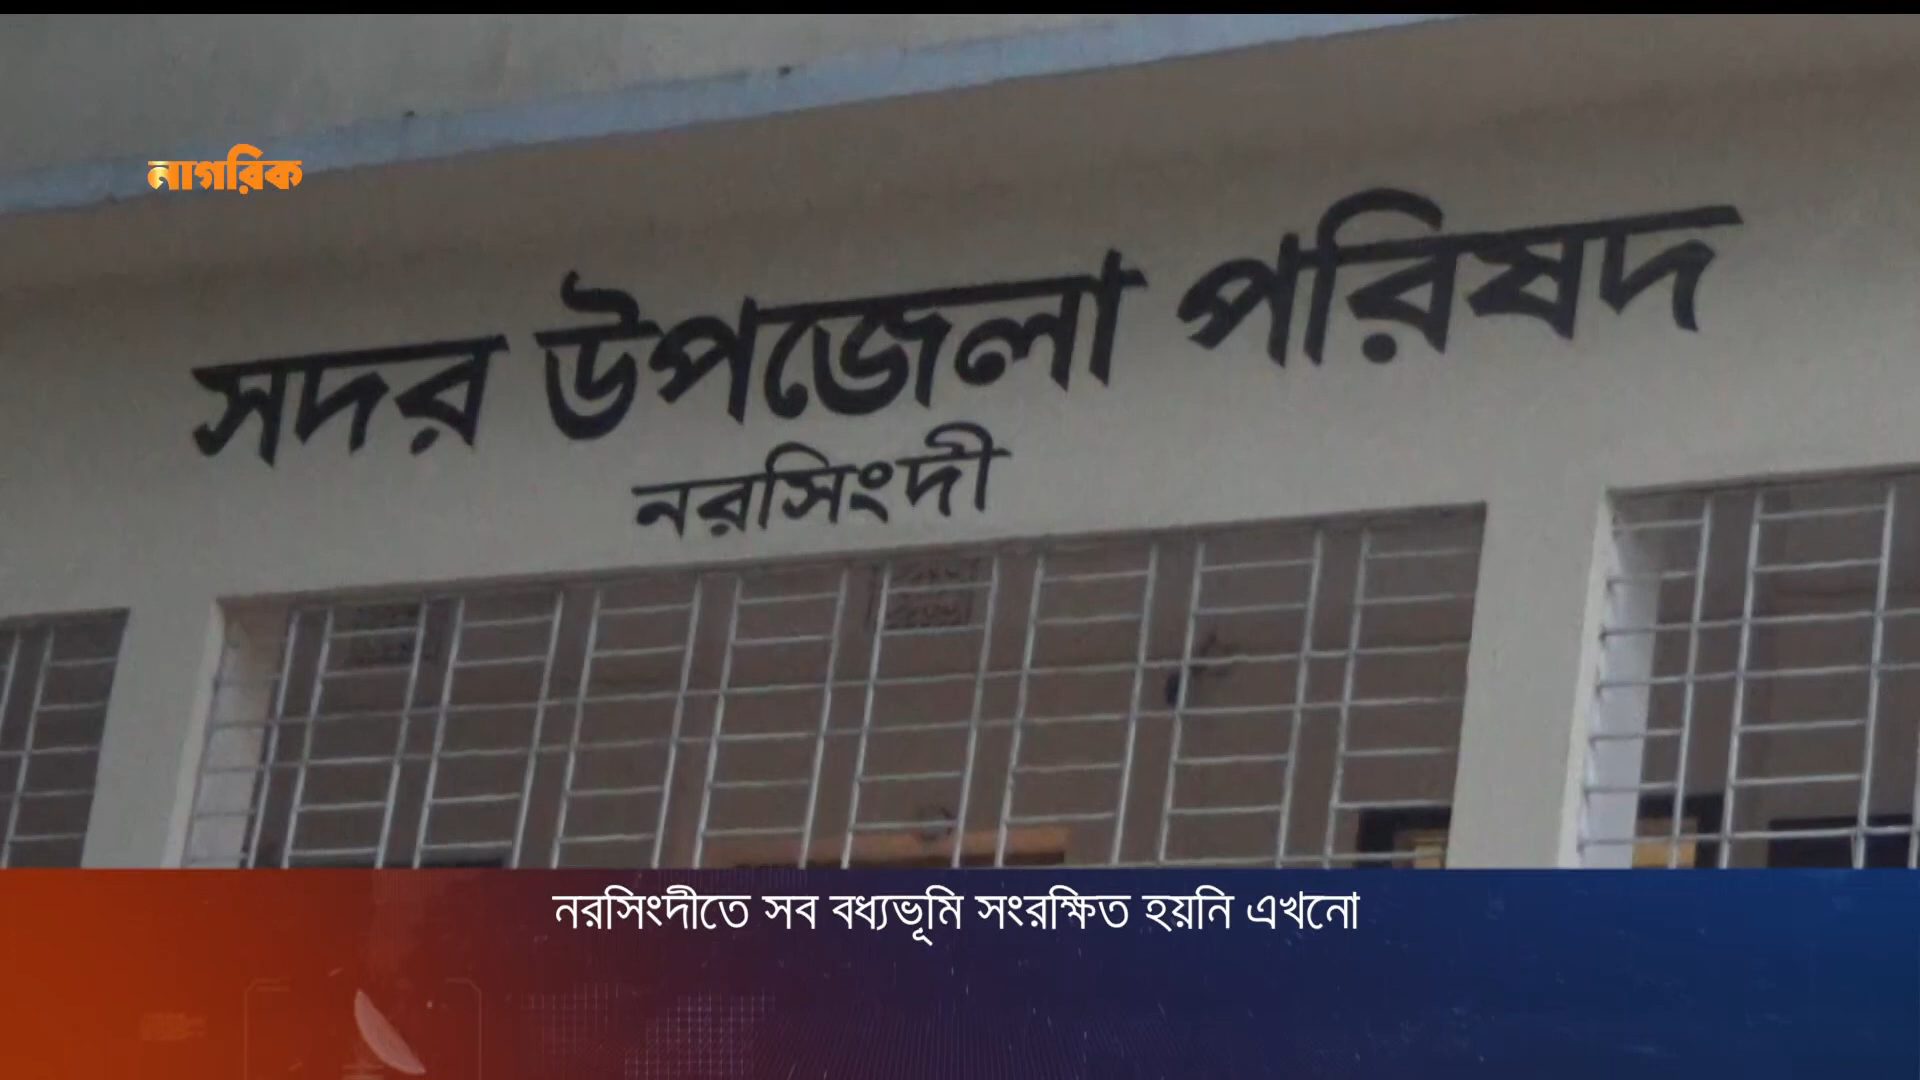 নাগরিক
সদর উপজেলা পরিষদ
নরসিংদী
নরসিংদীতে সব বধ্যভূমি সংরক্ষিত হয়নি এখনো